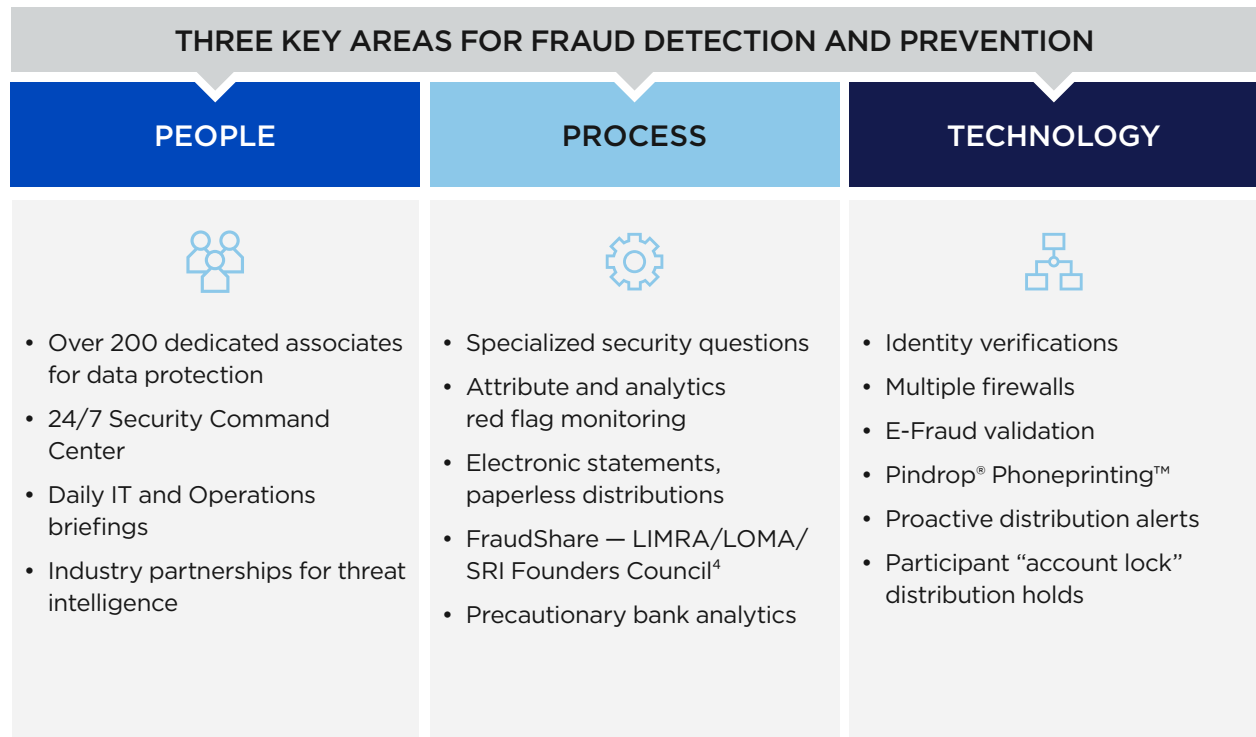 THREE KEY AREAS FOR FRAUD DETECTION AND PREVENTION
PEOPLE
• Over 200 dedicated associates
for data protection
• 24/7 Security Command
Center
• Daily IT and Operations
briefings
• Industry partnerships for threat
intelligence
PROCESS
• Specialized security questions
• Attribute and analytics
red flag monitoring
• Electronic statements,
paperless distributions
• FraudShare — LIMRA/LOMA/
SRI Founders Council⁴
• Precautionary bank analytics
TECHNOLOGY
• Identity verifications
• Multiple firewalls
• E-Fraud validation
• Pindrop® Phoneprinting™
• Proactive distribution alerts
• Participant “account lock”
distribution holds